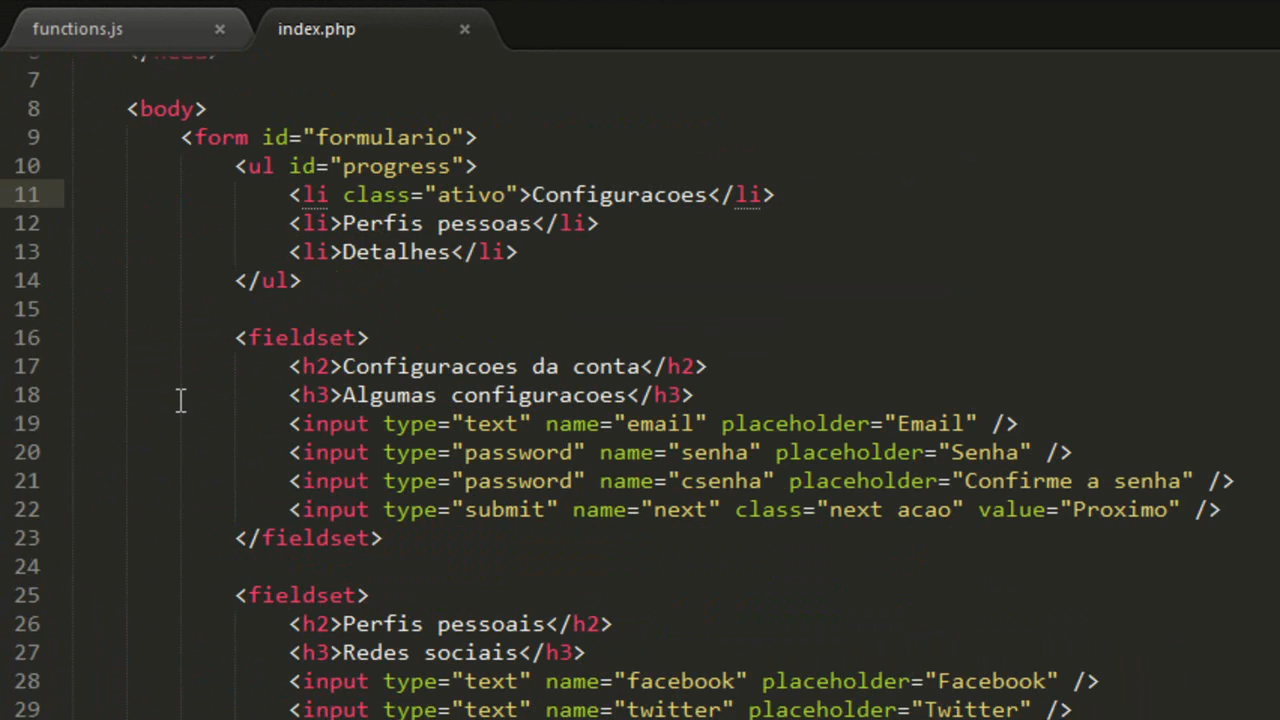 functions.js × index.php ×
7
8 <body>
9 <form id="formulario">
10 <ul id="progress">
11 <li class="ativo">Configuracoes</li>
12 <li>Perfis pessoas</li>
13 <li>Detalhes</li>
14 </ul>
15
16 <fieldset>
17 <h2>Configuracoes da conta</h2>
18 <h3>Algumas configuracoes</h3>
19 <input type="text" name="email" placeholder="Email" />
20 <input type="password" name="senha" placeholder="Senha" />
21 <input type="password" name="csenha" placeholder="Confirme a senha" />
22 <input type="submit" name="next" class="next acao" value="Proximo" />
23 </fieldset>
24
25 <fieldset>
26 <h2>Perfis pessoais</h2>
27 <h3>Redes sociais</h3>
28 <input type="text" name="facebook" placeholder="Facebook" />
29 <input type="text" name="twitter" placeholder="Twitter" />